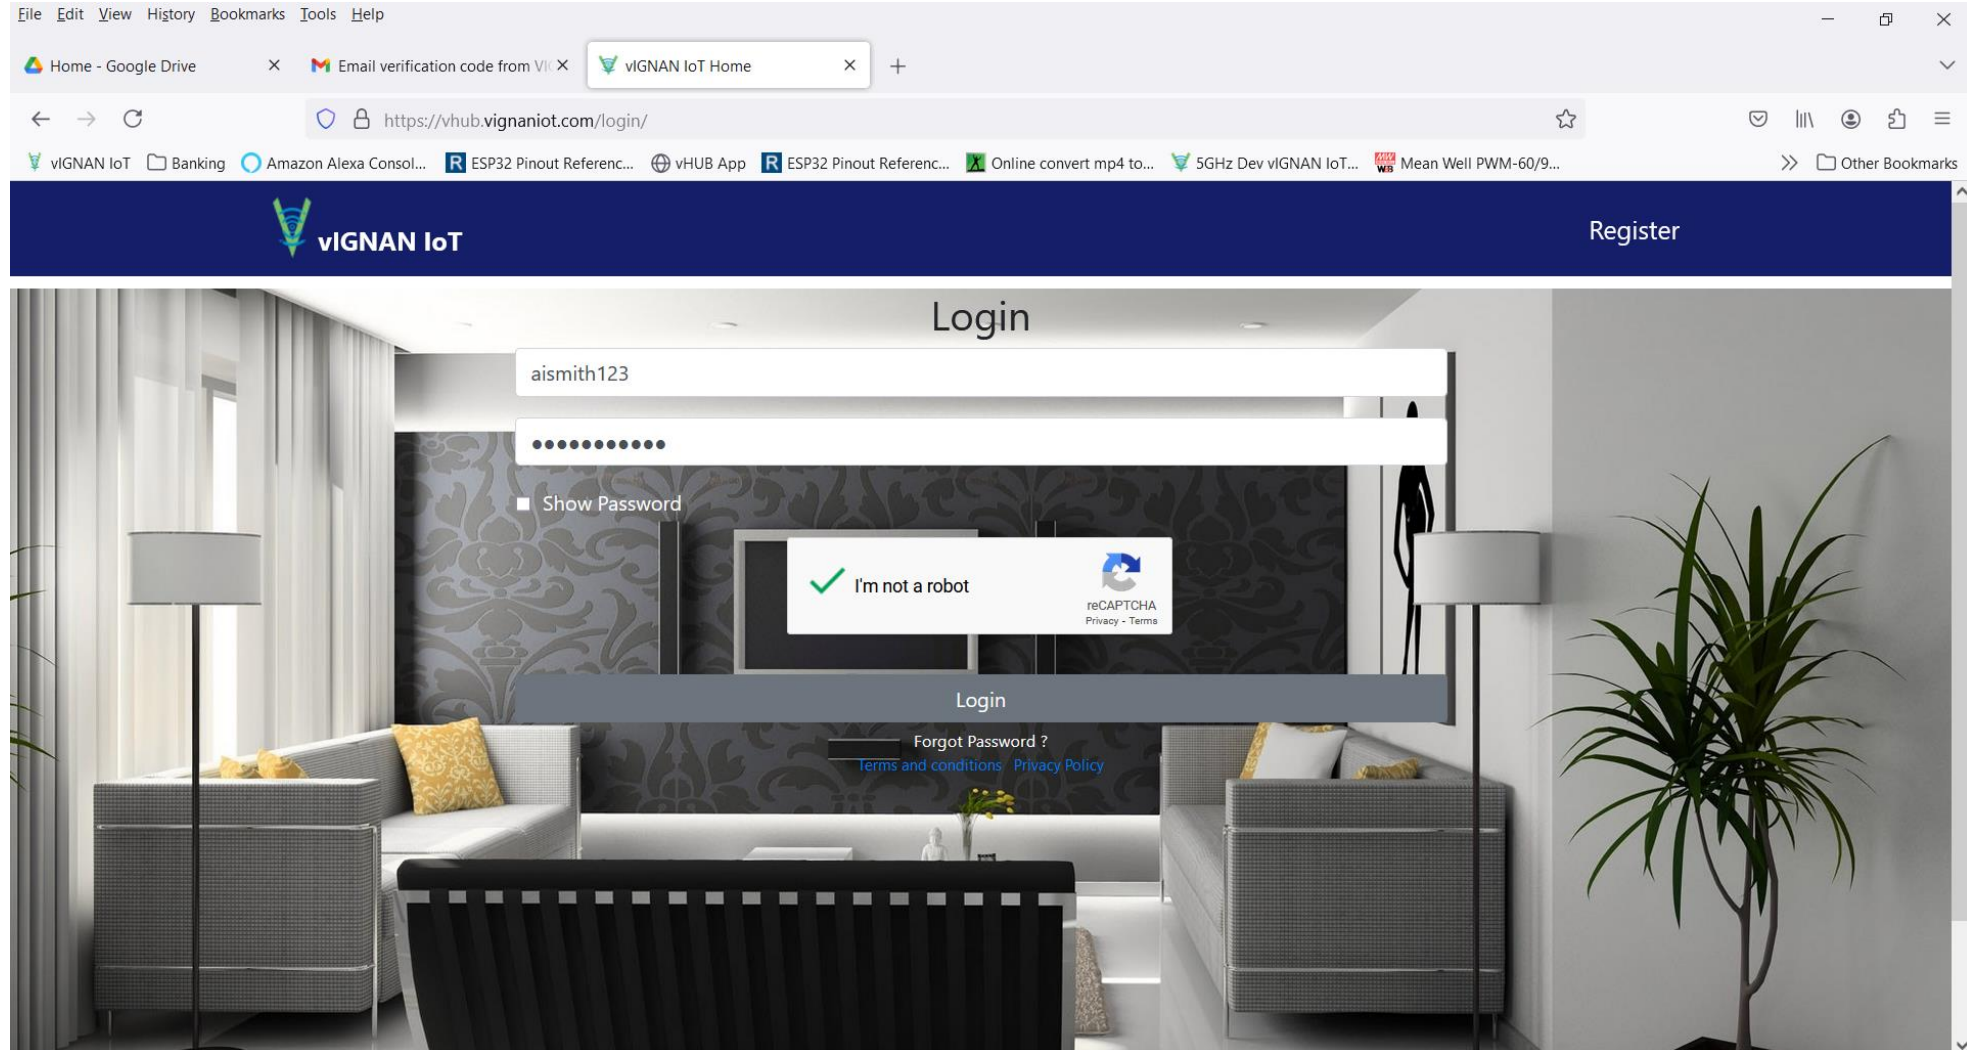 File Edit View History Bookmarks Tools Help
Home - Google Drive Email verification code from VI vIGNAN IoT Home
https://vhub.vignaniot.com/login/
vIGNAN IoT Banking Amazon Alexa Consol... ESP32 Pinout Referenc... vHUB App ESP32 Pinout Referenc... Online convert mp4 to... 5GHz Dev vIGNAN IoT... Mean Well PWM-60/9... Other Bookmarks
vIGNAN IoT Register
Login
aismith123
Show Password
I'm not a robot
reCAPTCHA
Privacy - Terms
Login
Forgot Password ?
Terms and conditions Privacy Policy